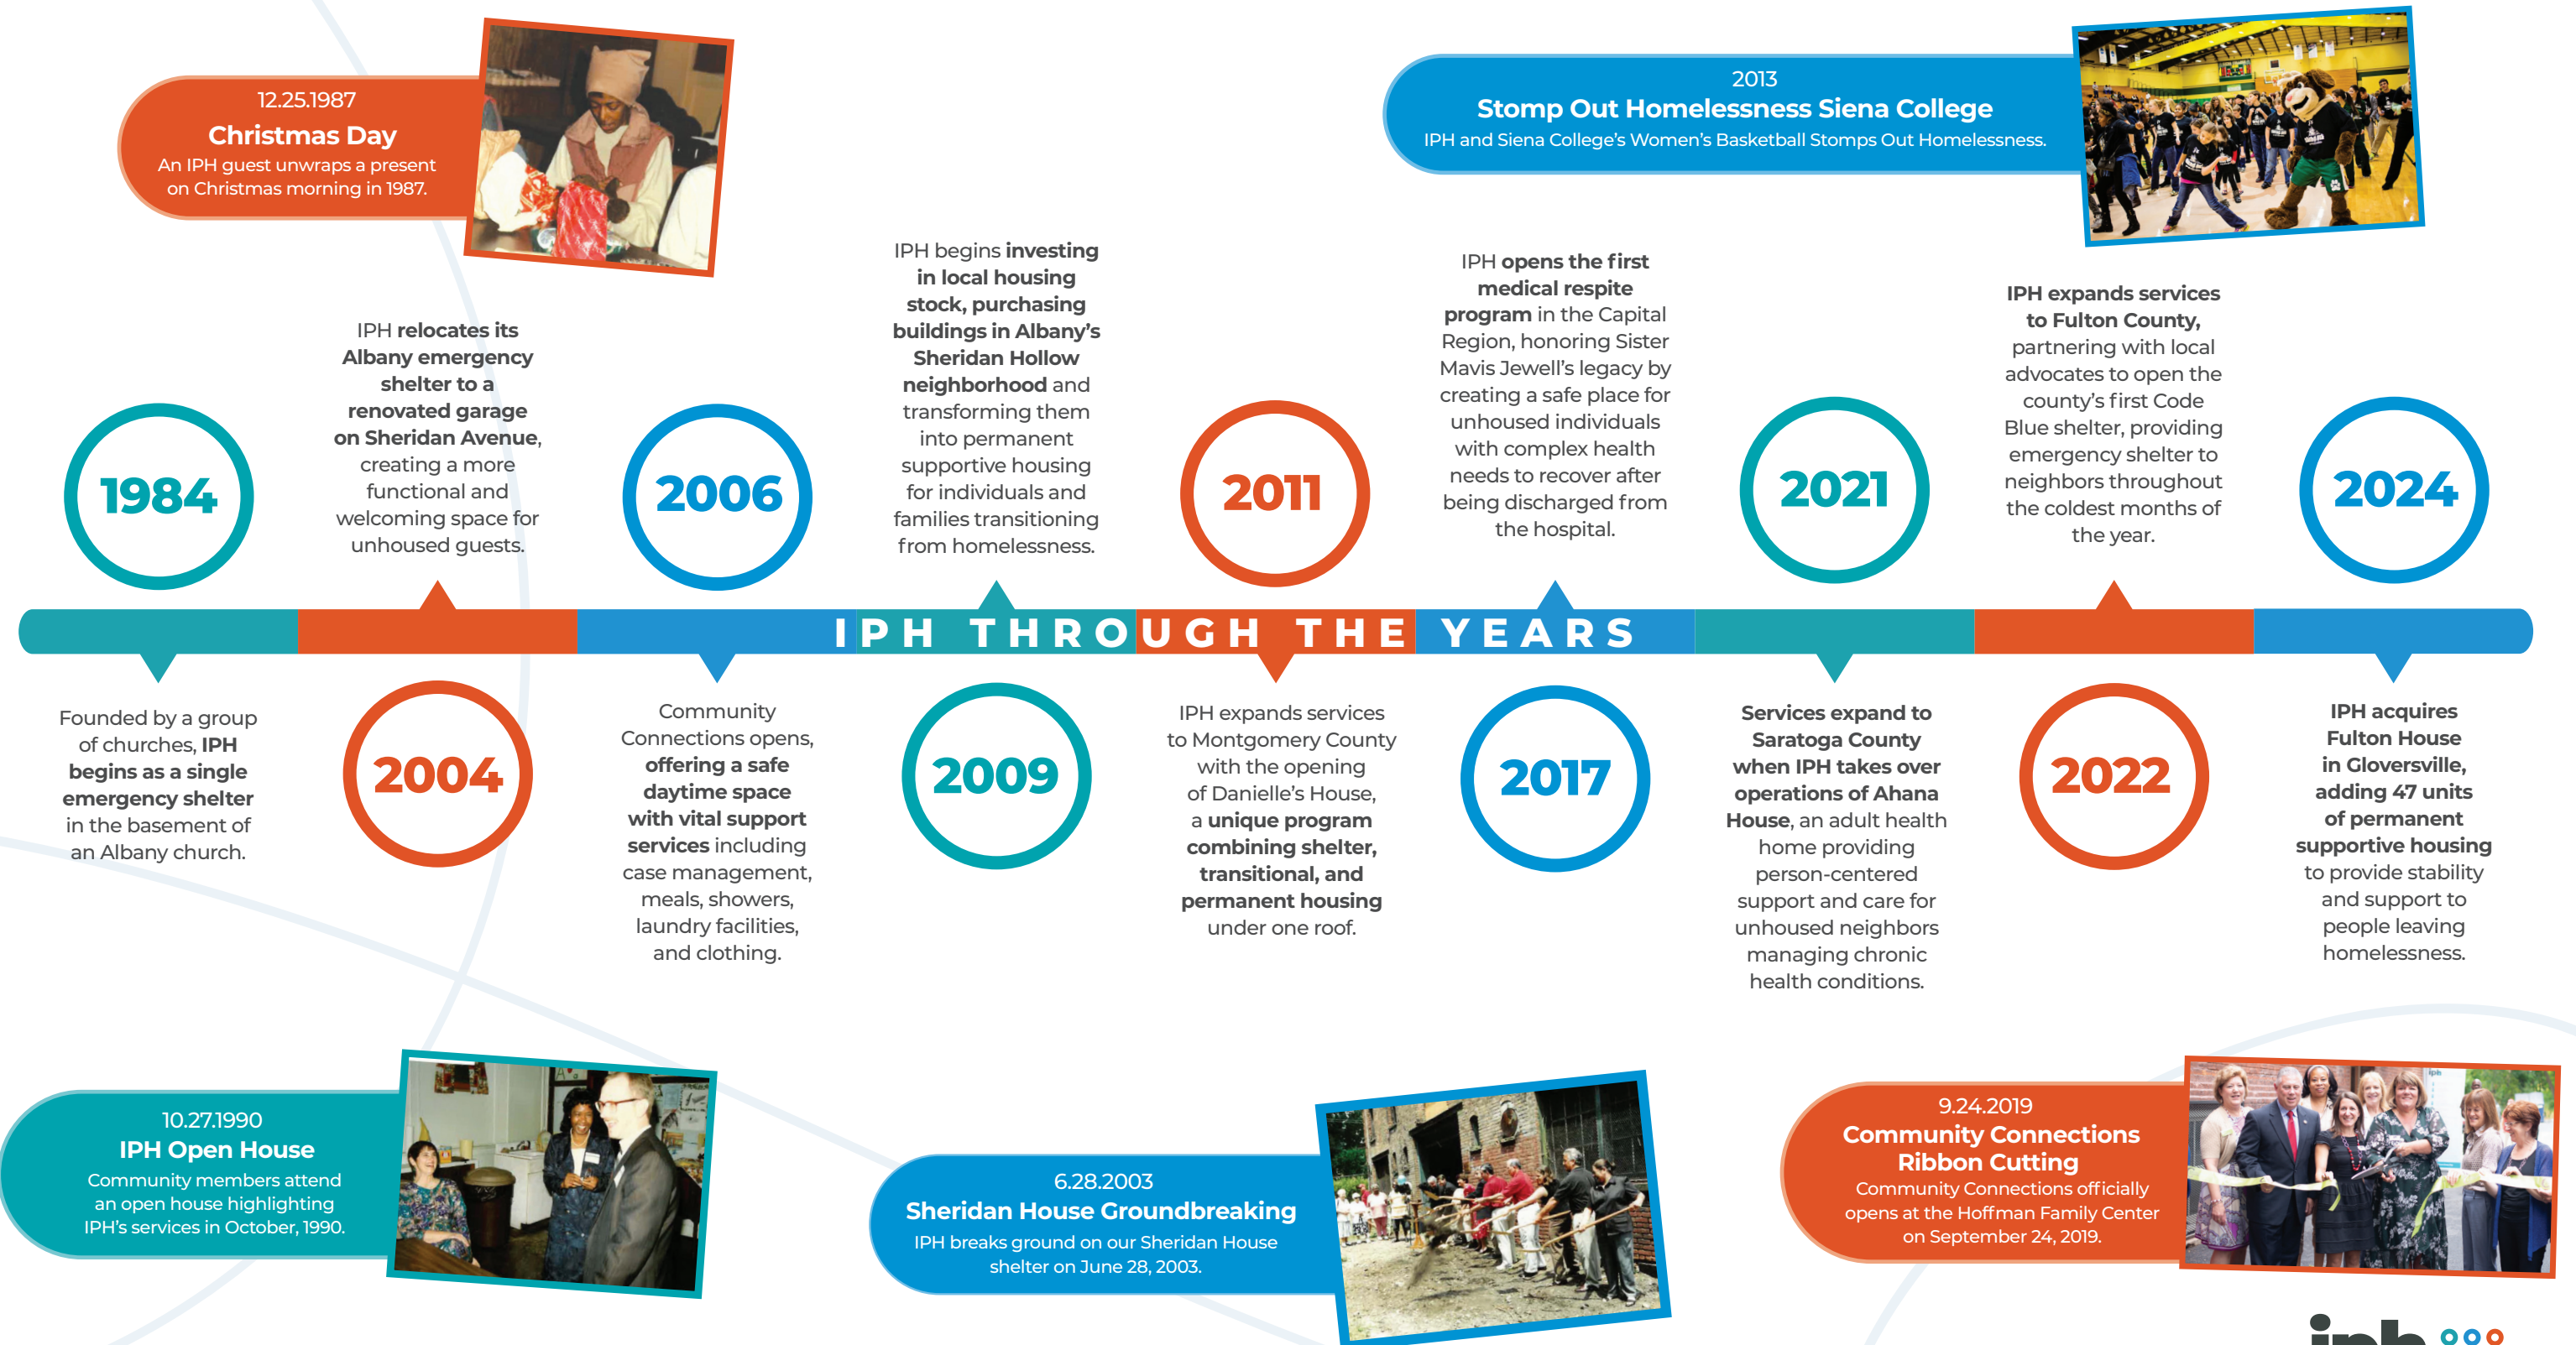 12.25.1987
Christmas Day
An IPH guest unwraps a present
on Christmas morning in 1987.
2013
Stomp Out Homelessness Siena College
IPH and Siena College's Women's Basketball Stomps Out Homelessness.
1984
Founded by a group
of churches, IPH
begins as a single
emergency shelter
in the basement of
an Albany church.
IPH relocates its
Albany emergency
shelter to a
renovated garage
on Sheridan Avenue,
creating a more
functional and
welcoming space for
unhoused guests.
2004
2006
Community
Connections opens,
offering a safe
daytime space
with vital support
services including
case management,
meals, showers,
laundry facilities,
and clothing.
IPH begins investing
in local housing
stock, purchasing
buildings in Albany's
Sheridan Hollow
neighborhood and
transforming them
into permanent
supportive housing
for individuals and
families transitioning
from homelessness.
2009
2011
IPH expands services
to Montgomery County
with the opening
of Danielle's House,
a unique program
combining shelter,
transitional, and
permanent housing
under one roof.
IPH opens the first
medical respite
program in the Capital
Region, honoring Sister
Mavis Jewell's legacy by
creating a safe place for
unhoused individuals
with complex health
needs to recover after
being discharged from
the hospital.
2017
2021
Services expand to
Saratoga County
when IPH takes over
operations of Ahana
House, an adult health
home providing
person-centered
support and care for
unhoused neighbors
managing chronic
health conditions.
IPH expands services
to Fulton County,
partnering with local
advocates to open the
county's first Code
Blue shelter, providing
emergency shelter to
neighbors throughout
the coldest months of
the year.
2022
2024
IPH acquires
Fulton House
in Gloversville,
adding 47 units
of permanent
supportive housing
to provide stability
and support to
people leaving
homelessness.
IPH THROUGH THE YEARS
10.27.1990
IPH Open House
Community members attend
an open house highlighting
IPH's services in October, 1990.
6.28.2003
Sheridan House Groundbreaking
IPH breaks ground on our Sheridan House
shelter on June 28, 2003.
9.24.2019
Community Connections
Ribbon Cutting
Community Connections officially
opens at the Hoffman Family Center
on September 24, 2019.
iph